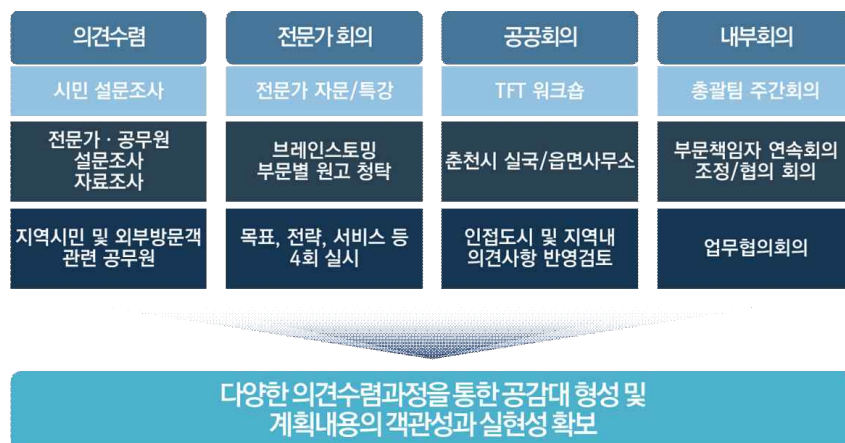 의견수렴
시민 설문조사
전문가 · 공무원
설문조사
자료조사
지역시민 및 외부방문객
관련 공무원
전문가 회의
전문가 자문/특강
브레인스토밍
부문별 원고 청탁
목표, 전략, 서비스 등
4회 실시
공공회의
TFT 워크숍
춘천시 실국/읍면사무소
인접도시 및 지역내
의견사항 반영검토
내부회의
총괄팀 주간회의
부문책임자 연속회의
조정/협의 회의
업무협의회의
다양한 의견수렴과정을 통한 공감대 형성 및
계획내용의 객관성과 실현성 확보